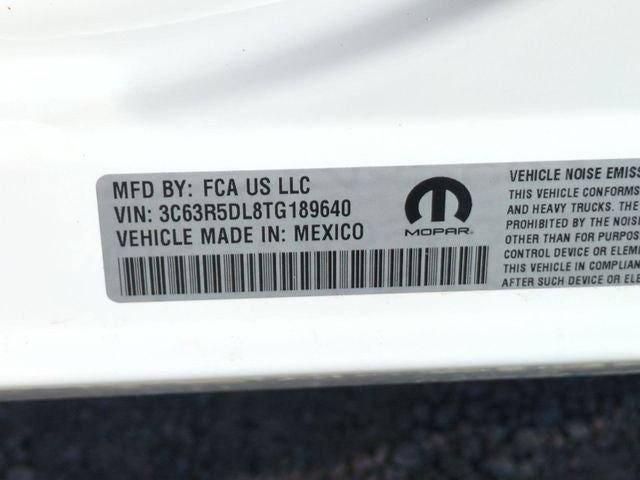 MFD BY: FCA US LLC
VIN: 3C63R5DL8TG189640
VEHICLE MADE IN: MEXICO
MOPAR
VEHICLE NOISE EMISS
THIS VEHICLE CONFORMS
AND HEAVY TRUCKS. THE
PROHIBITED BY THE NOIS
OTHER THAN FOR PURPOS
CONTROL DEVICE OR ELEM
THIS VEHICLE IN COMPLIAN
AFTER SUCH DEVICE OR ELE